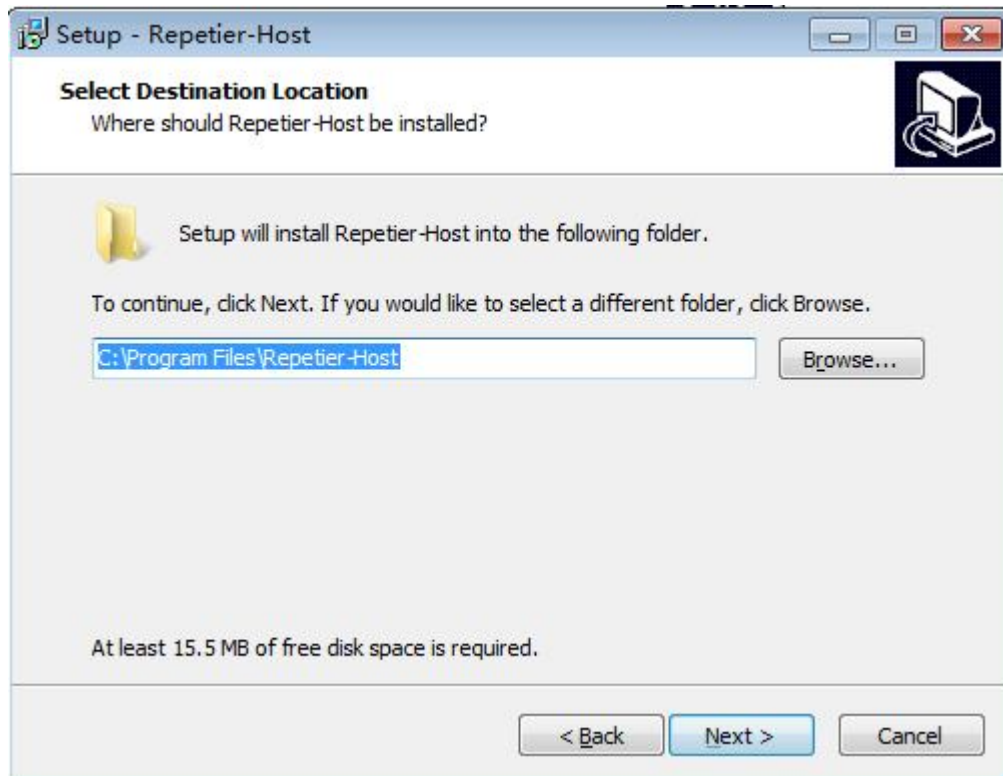 Setup - Repetier-Host
Select Destination Location
Where should Repetier-Host be installed?
Setup will install Repetier-Host into the following folder.
To continue, click Next. If you would like to select a different folder, click Browse.
C:\Program Files\Repetier-Host
Browse...
At least 15.5 MB of free disk space is required.
< Back
Next >
Cancel